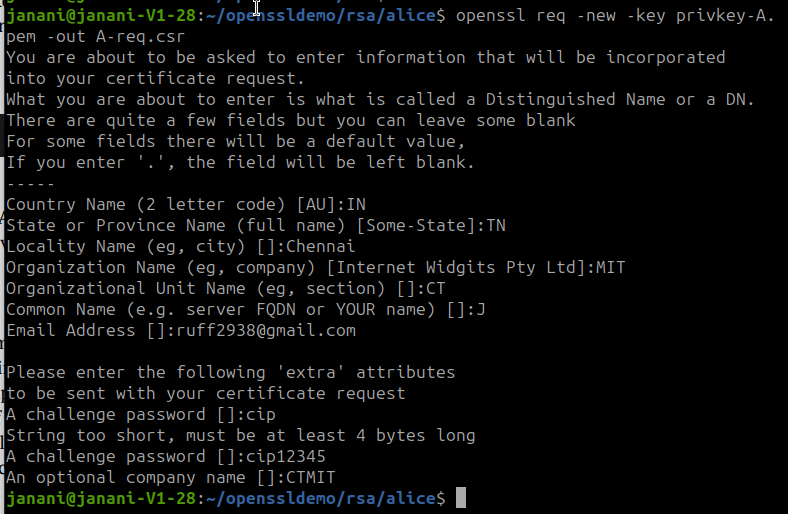 janani@janani-V1-28:~/openssldemo/rsa/alice$ openssl req -new -key privkey-A.
pem -out A-req.csr
You are about to be asked to enter information that will be incorporated
into your certificate request.
What you are about to enter is what is called a Distinguished Name or a DN.
There are quite a few fields but you can leave some blank
For some fields there will be a default value,
If you enter '.', the field will be left blank.
-----
Country Name (2 letter code) [AU]:IN
State or Province Name (full name) [Some-State]:TN
Locality Name (eg, city) []:Chennai
Organization Name (eg, company) [Internet Widgits Pty Ltd]:MIT
Organizational Unit Name (eg, section) []:CT
Common Name (e.g. server FQDN or YOUR name) []:J
Email Address []:ruff2938@gmail.com

Please enter the following 'extra' attributes
to be sent with your certificate request
A challenge password []:cip
String too short, must be at least 4 bytes long
A challenge password []:cip12345
An optional company name []:CTMIT
janani@janani-V1-28:~/openssldemo/rsa/alice$